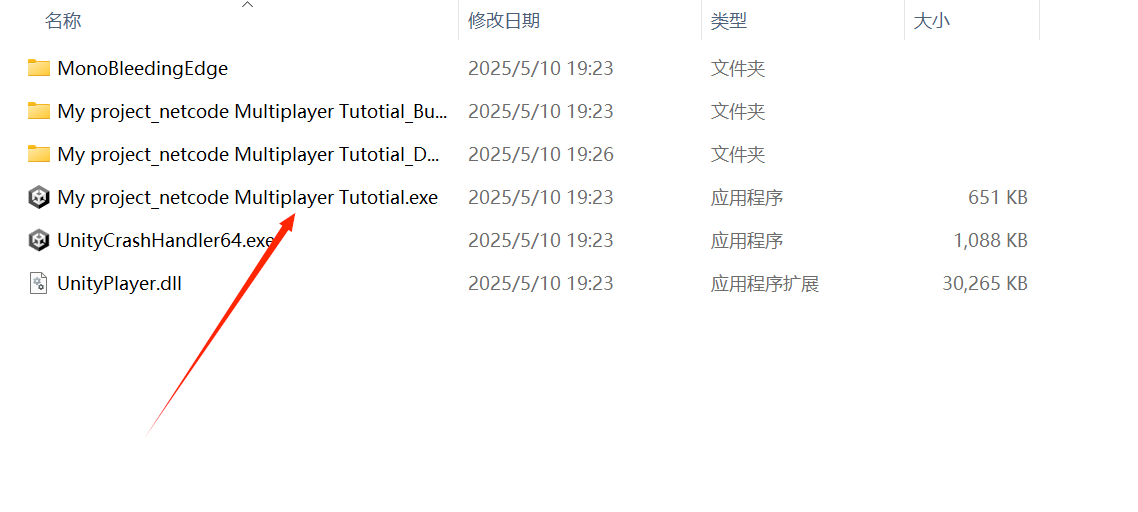 名称 修改日期 类型 大小
MonoBleedingEdge 2025/5/10 19:23 文件夹
My project_netcode Multiplayer Tutotial_Bu... 2025/5/10 19:23 文件夹
My project_netcode Multiplayer Tutotial_D... 2025/5/10 19:26 文件夹
My project_netcode Multiplayer Tutotial.exe 2025/5/10 19:23 应用程序 651 KB
UnityCrashHandler64.exe 2025/5/10 19:23 应用程序 1,088 KB
UnityPlayer.dll 2025/5/10 19:23 应用程序扩展 30,265 KB